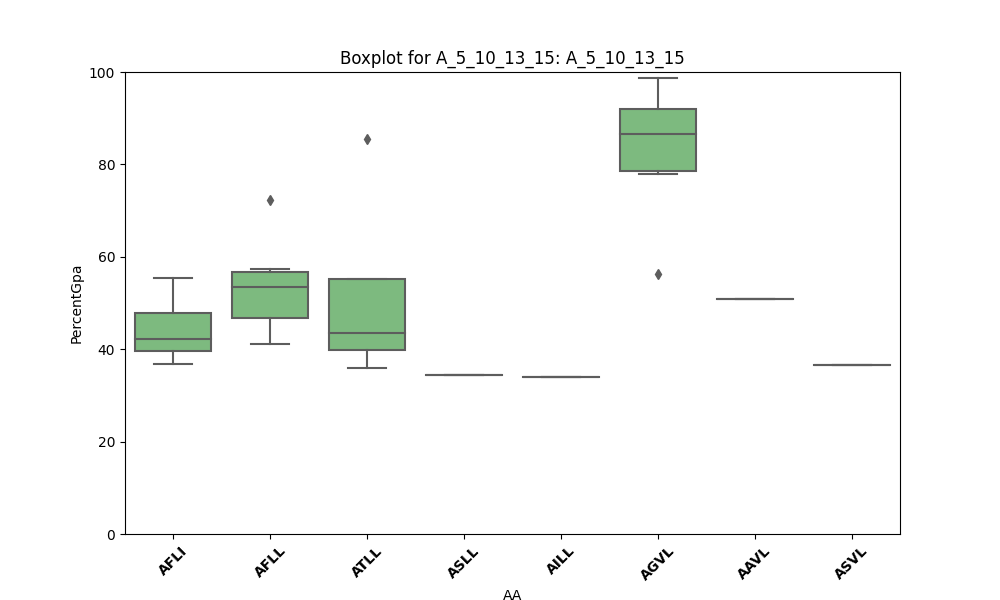 Boxplot for A_5_10_13_15: A_5_10_13_15
PercentGpa
100
80
60
40
20
0
AFLI AFLL ATLL ASLL AILL AGVL AAVL ASVL
AA